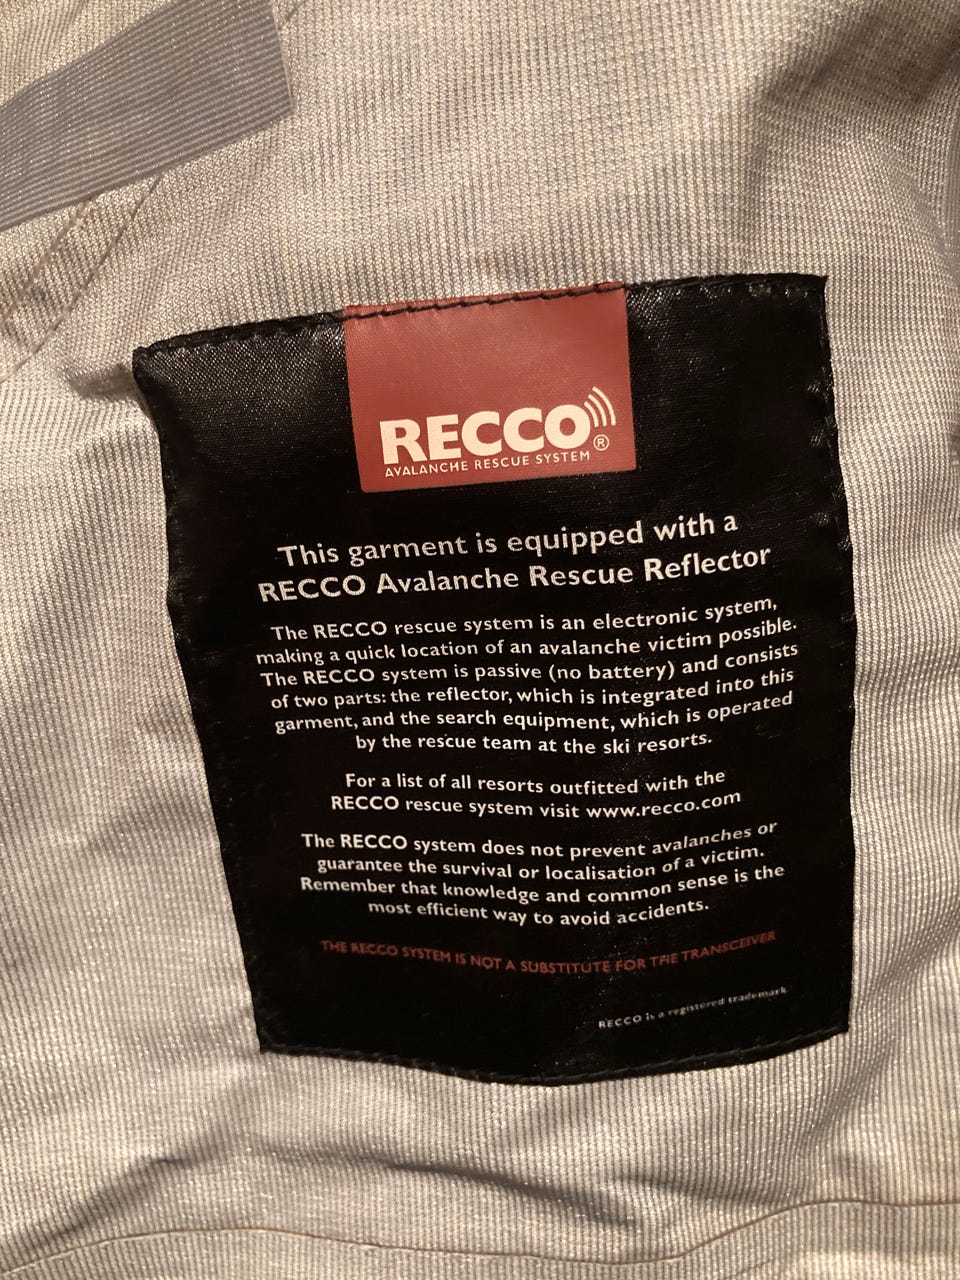 RECCO®
AVALANCHE RESCUE SYSTEM
This garment is equipped with a
RECCO Avalanche Rescue Reflector
The RECCO rescue system is an electronic system,
making a quick location of an avalanche victim possible.
The RECCO system is passive (no battery) and consists
of two parts: the reflector, which is integrated into this
garment, and the search equipment, which is operated
by the rescue team at the ski resorts.
For a list of all resorts outfitted with the
RECCO rescue system visit www.recco.com
The RECCO system does not prevent avalanches or
guarantee the survival or localisation of a victim.
Remember that knowledge and common sense is the
most efficient way to avoid accidents.
THE RECCO SYSTEM IS NOT A SUBSTITUTE FOR THE TRANSCEIVER
RECCO is a registered trademark